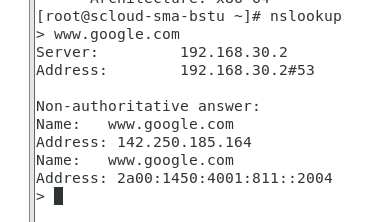 [root@scloud-sma-bstu ~]# nslookup
> www.google.com
Server:         192.168.30.2
Address:        192.168.30.2#53

Non-authoritative answer:
Name:   www.google.com
Address: 142.250.185.164
Name:   www.google.com
Address: 2a00:1450:4001:811::2004
>